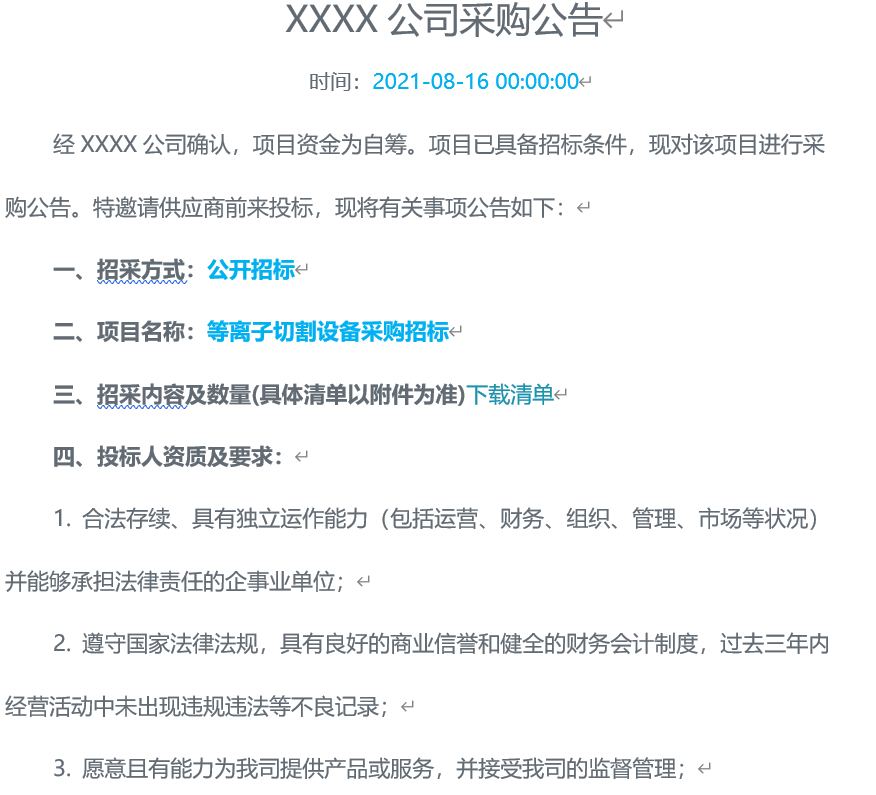 XXXX 公司采购公告
时间：2021-08-16 00:00:00
经 XXXX 公司确认，项目资金为自筹。项目已具备招标条件，现对该项目进行采
购公告。特邀请供应商前来投标，现将有关事项公告如下：
一、招采方式：公开招标
二、项目名称：等离子切割设备采购招标
三、招采内容及数量(具体清单以附件为准)下载清单
四、投标人资质及要求：
1. 合法存续、具有独立运作能力（包括运营、财务、组织、管理、市场等状况）
并能够承担法律责任的企事业单位；
2. 遵守国家法律法规，具有良好的商业信誉和健全的财务会计制度，过去三年内
经营活动中未出现违规违法等不良记录；
3. 愿意且有能力为我司提供产品或服务，并接受我司的监督管理；